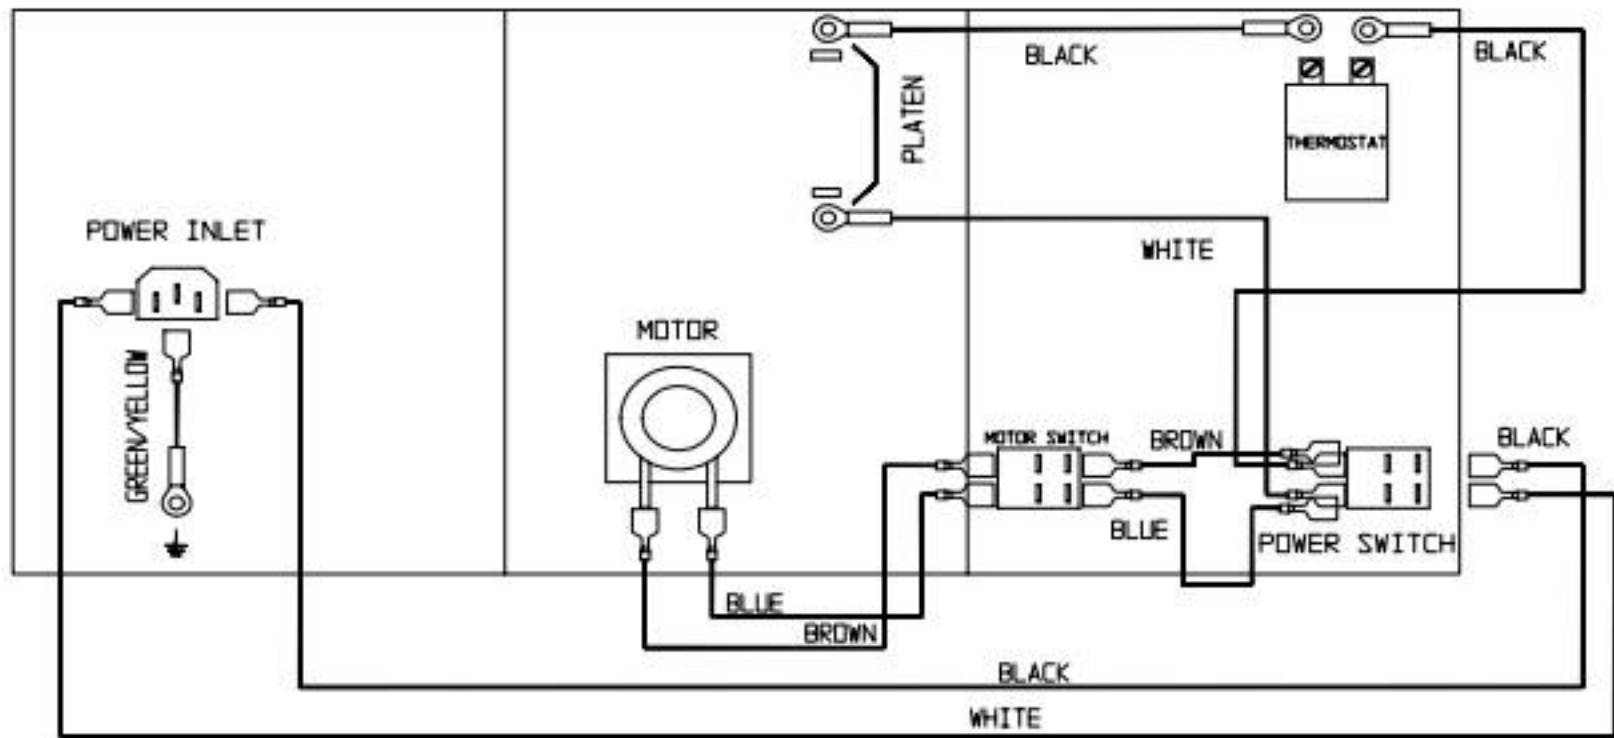 BLACK
BLACK
PLATEN
THERMOSTAT
POWER INLET
WHITE
MOTOR
GREEN/YELLOW
MOTOR SWITCH
BROWN
BLACK
BLUE
POWER SWITCH
BLUE
BROWN
BLACK
WHITE